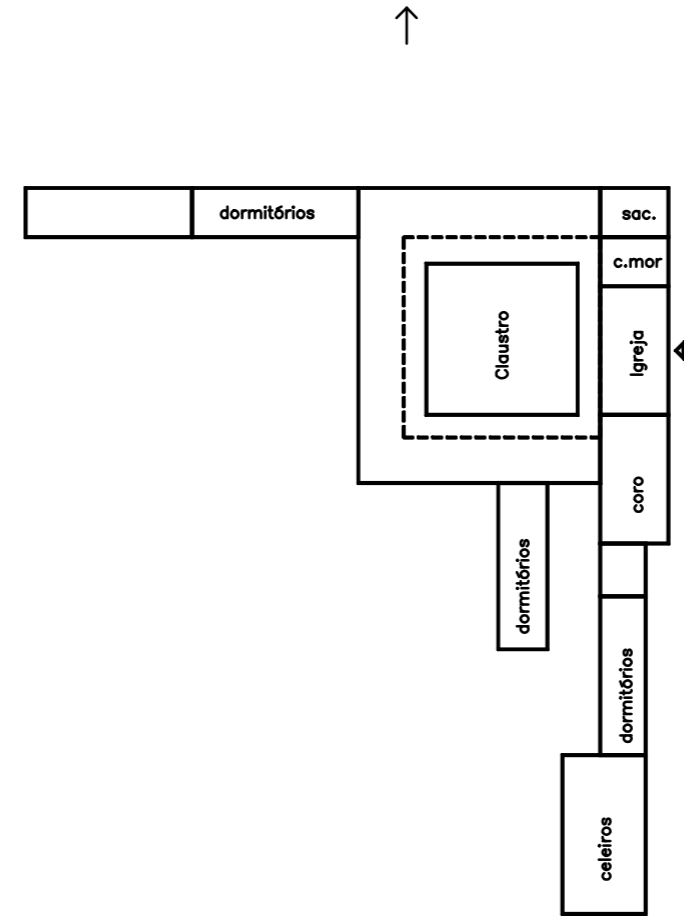 dormitórios
sac.
c.mor
Claustro
Igreja
coro
dormitórios
dormitórios
celeiros